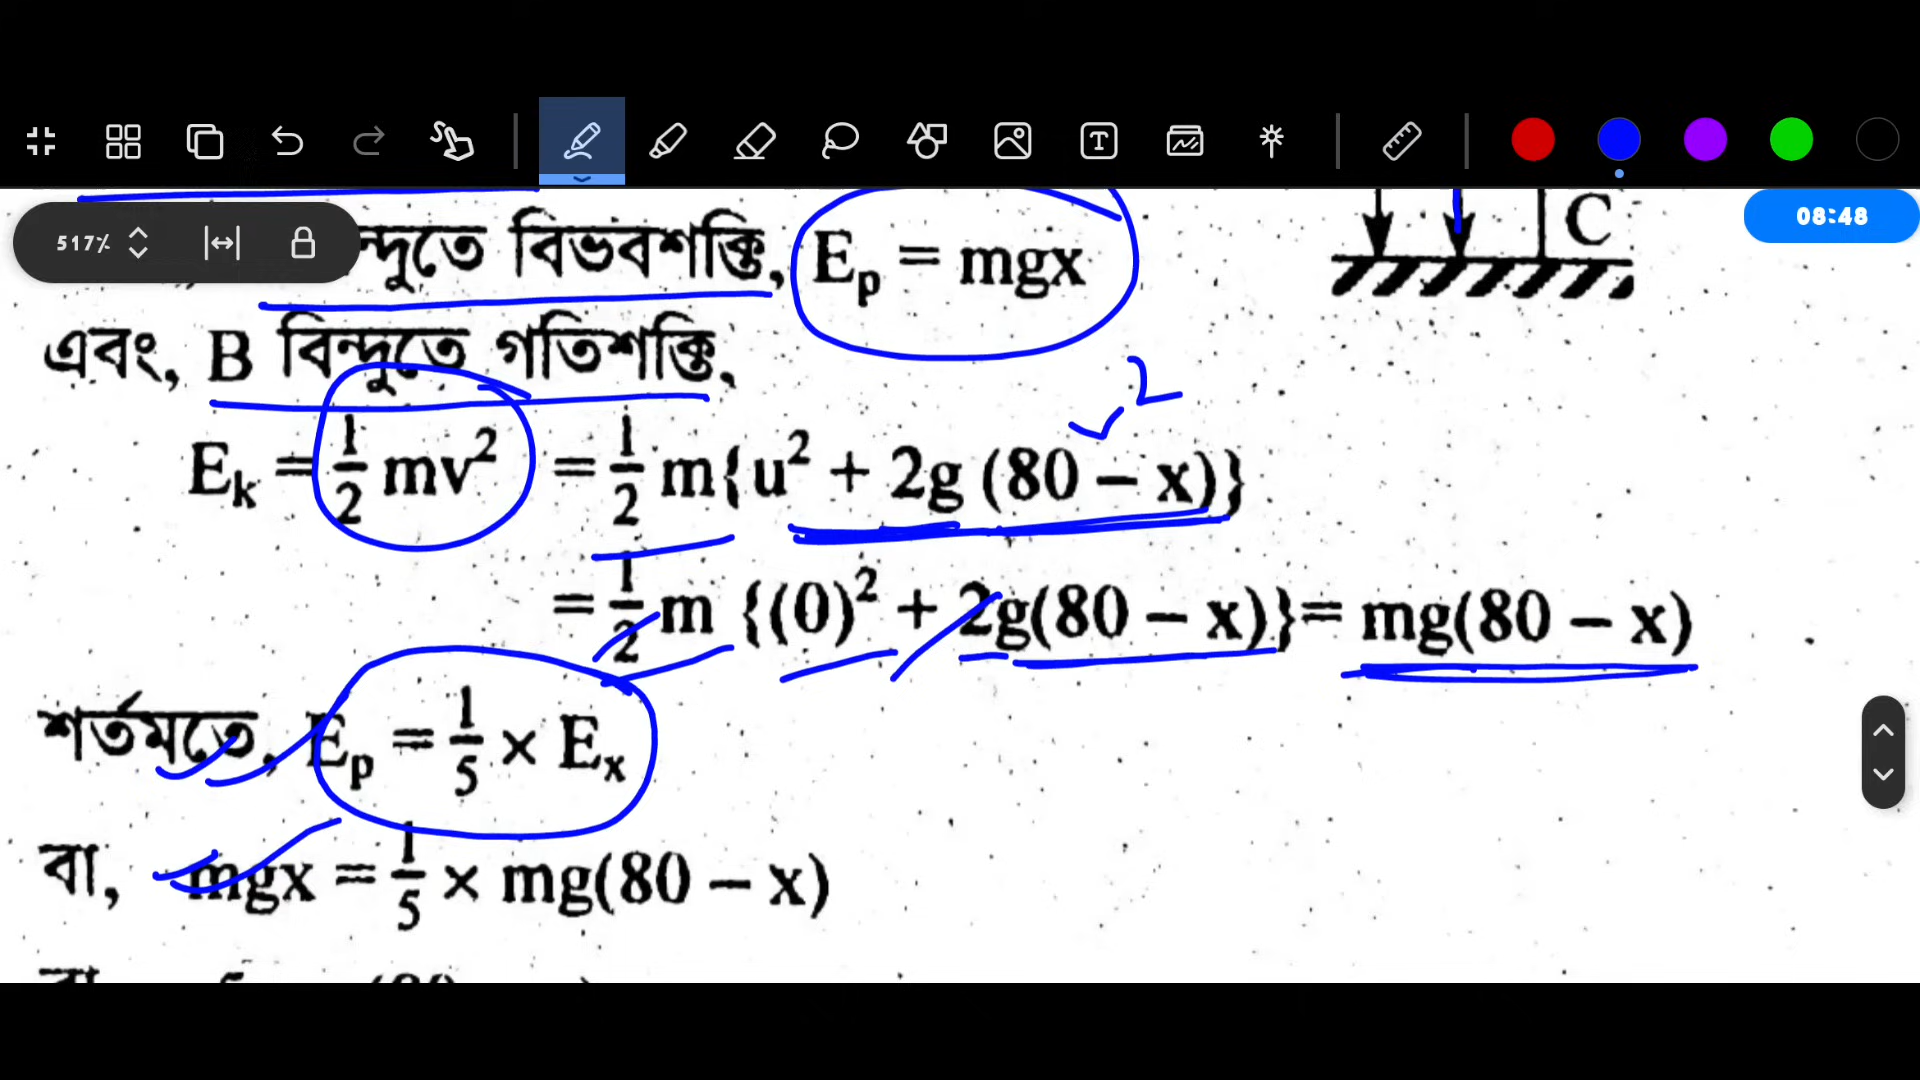 517%
08:48
ন্দুতে বিভবশক্তি, Eₚ = mgx
C
এবং, B বিন্দুতে গতিশক্তি,
2
Eₖ = 1/2 mv² = 1/2 m{u² + 2g (80 – x)}
= 1/2 m {(0)² + 2g(80 – x)}= mg(80 – x)
শর্তমতে, Eₚ = 1/5 × Eₓ
বা, mgx = 1/5 × mg(80 – x)